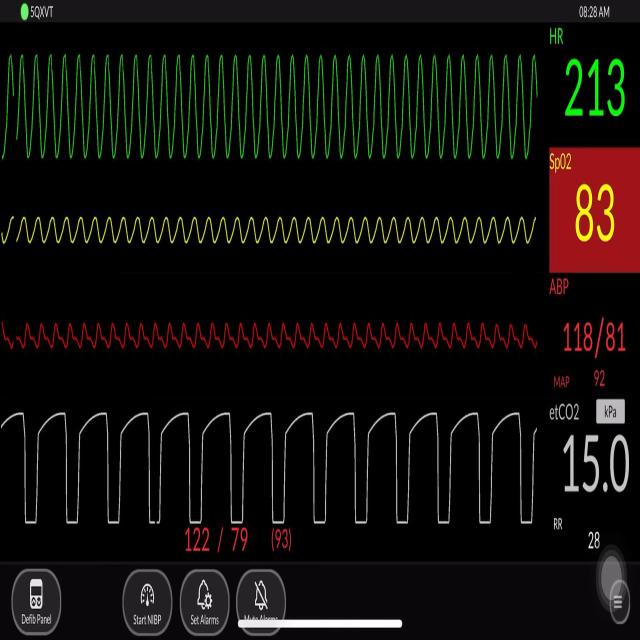 5QXVT
08:28 AM
HR
213
SpO2
83
ABP
118/81
MAP 92
etCO2 kPa
15.0
RR
28
122 / 79 (93)
Defib Panel
Start NIBP
Set Alarms
Mute Alarms